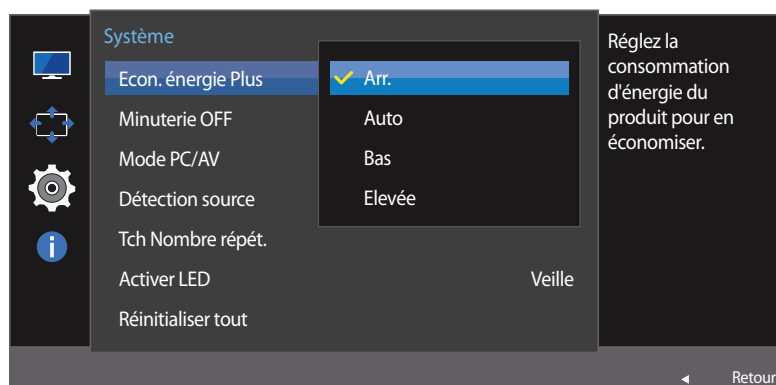 Système
Econ. énergie Plus
Arr.
Minuterie OFF
Auto
Mode PC/AV
Bas
Détection source
Elevée
Tch Nombre répét.
Activer LED
Veille
Réinitialiser tout
Réglez la
consommation
d'énergie du
produit pour en
économiser.
Retour